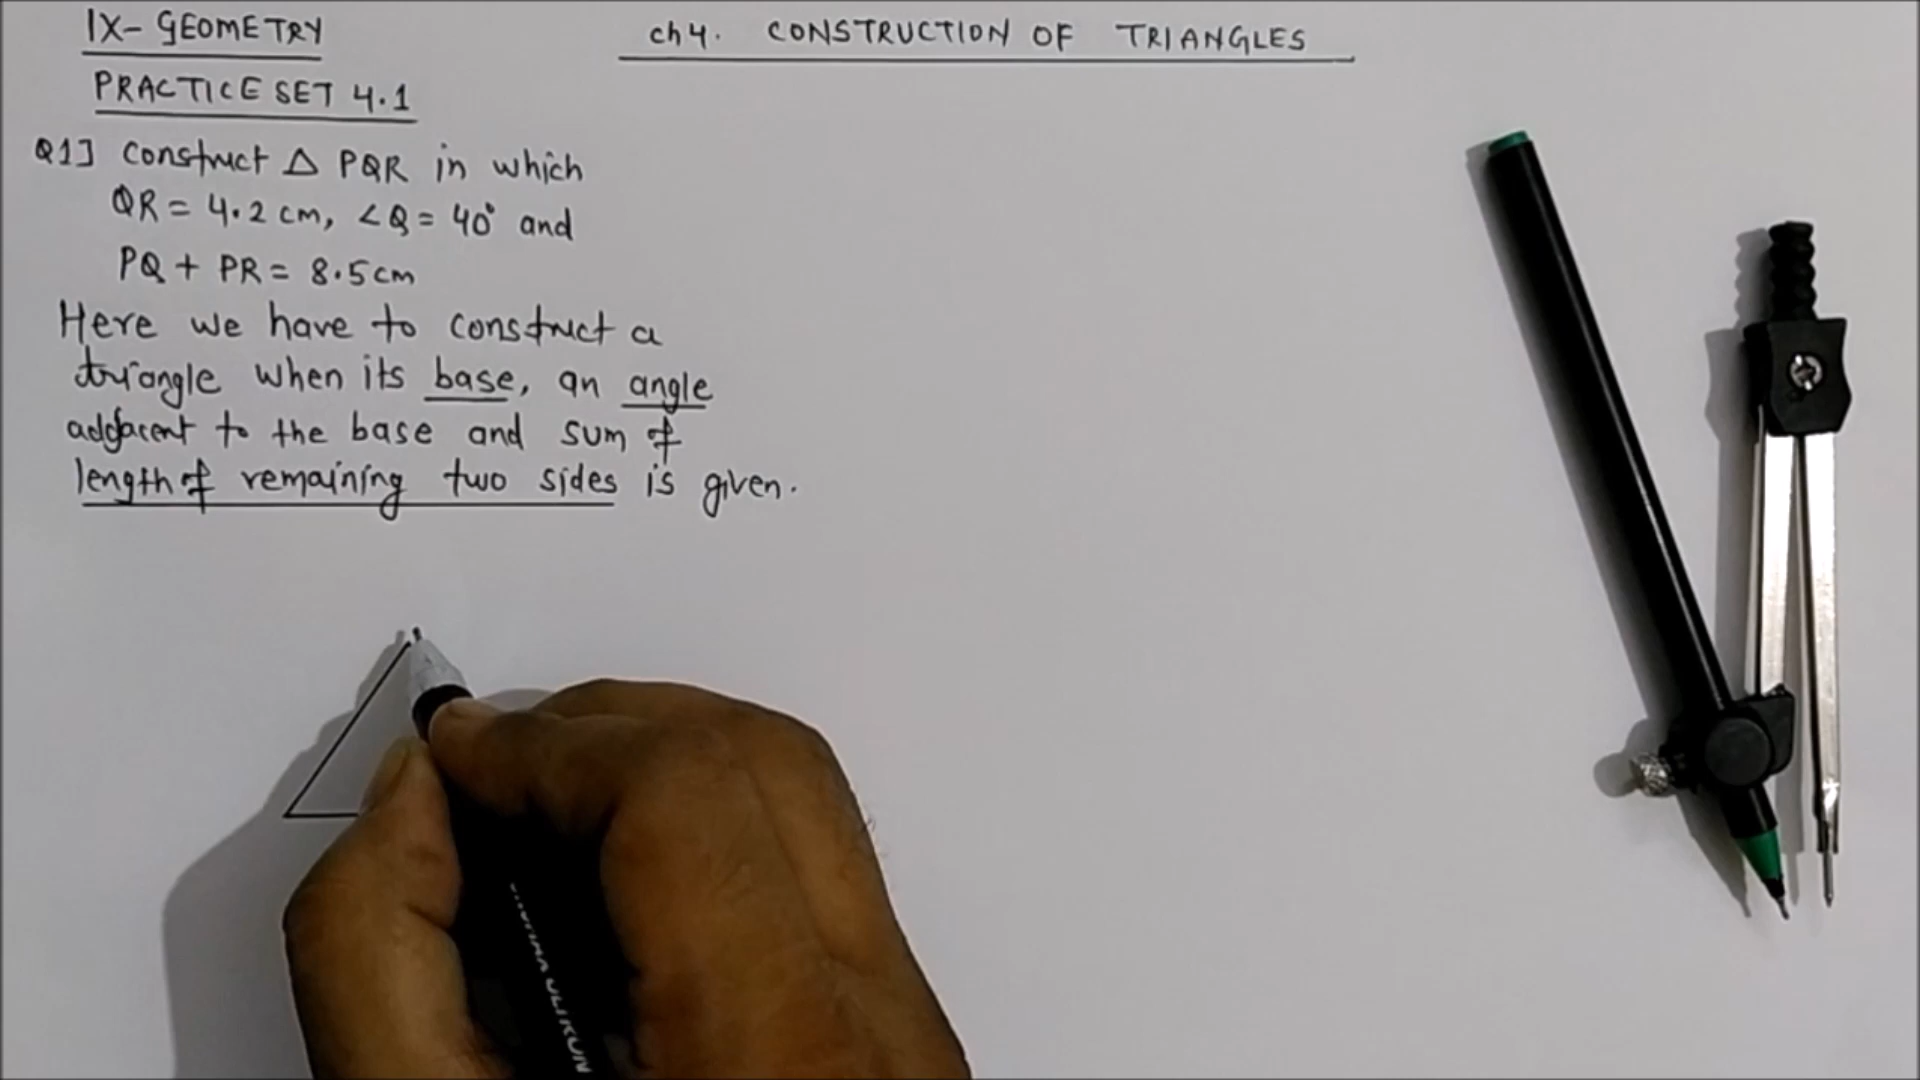 IX- GEOMETRY
ch 4. CONSTRUCTION OF TRIANGLES
PRACTICE SET 4.1
Q1] Construct △ PQR in which
QR = 4.2 cm, ∠Q = 40° and
PQ + PR = 8.5cm
Here we have to construct a
triangle when its base, an angle
adjacent to the base and sum of
length of remaining two sides is given.